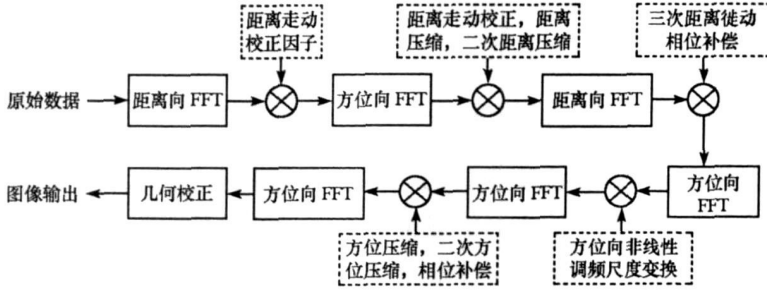 距离走动
校正因子
距离走动校正，距离
压缩，二次距离压缩
三次距离徙动
相位补偿
原始数据
距离向 FFT
方位向 FFT
距离向 FFT
方位向
FFT
图像输出
几何校正
方位向 FFT
方位向 FFT
方位压缩，二次方
位压缩，相位补偿
方位向非线性
调频尺度变换